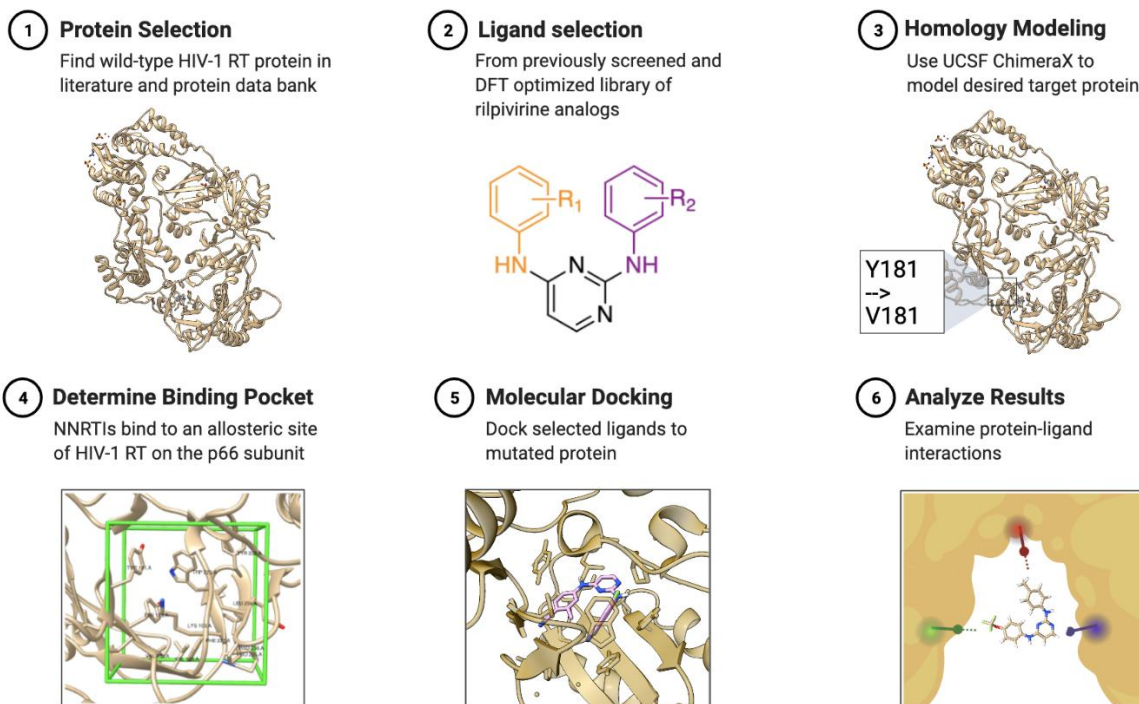 1 Protein Selection
Find wild-type HIV-1 RT protein in
literature and protein data bank
2 Ligand selection
From previously screened and
DFT optimized library of
rilpivirine analogs
R1
R2
HN
N
NH
N
3 Homology Modeling
Use UCSF ChimeraX to
model desired target protein
Y181
-->
V181
4 Determine Binding Pocket
NNRTIs bind to an allosteric site
of HIV-1 RT on the p66 subunit
5 Molecular Docking
Dock selected ligands to
mutated protein
6 Analyze Results
Examine protein-ligand
interactions